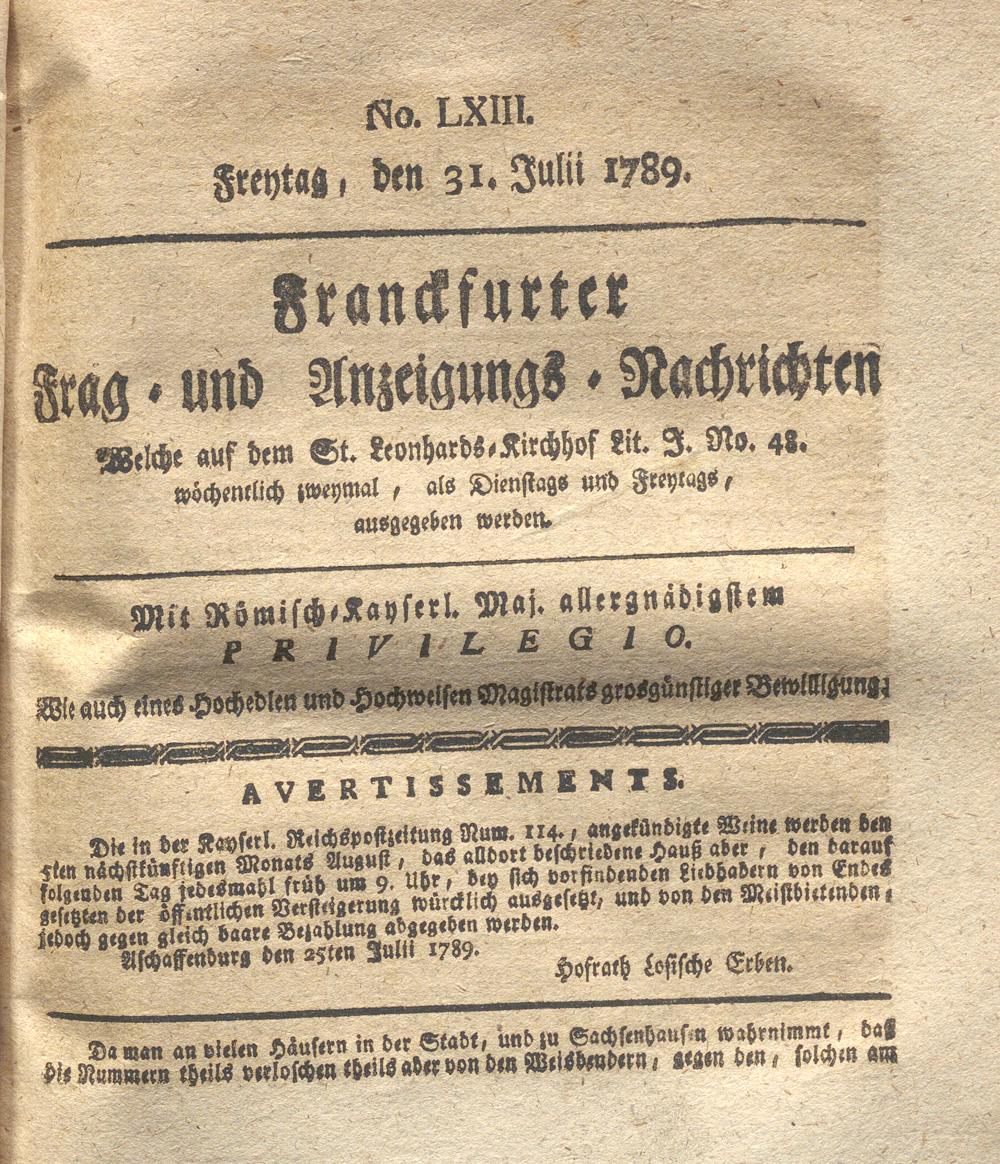 No. LXIII.
Freytag, den 31. Julii 1789.
Franckfurter
Frag- und Anzeigungs-Nachrichten
Welche auf dem St. Leonhards-Kirchhof Lit. J. No. 48.
wöchentlich zweymal, als Dienstags und Freytags,
ausgegeben werden.
Mit Römisch-Kayserl. Maj. allergnädigstem
PRIVILEGIO.
Wie auch eines Hochedlen und Hochweisen Magistrats grosgünstiger Bewilligung.
AVERTISSEMENTS.
Die in der Kayserl. Reichspostzeitung Num. 114., angekündigte Weine werden den
5ten nächstkünftigen Monats August, das alldort beschriebene Hauß aber, den darauf
folgenden Tag jedesmahl früh um 9. Uhr, bey sich vorfindenden Liebhabern von Endes
gesetzten der öffentlichen Versteigerung würcklich ausgesetzt, und von den Meistbietenden,
jedoch gegen gleich baare Bezahlung abgegeben werden.
Aschaffenburg den 25ten Julii 1789.
Hofrath Losische Erben.
Da man an vielen Häusern in der Stadt, und zu Sachsenhausen wahrnimmt, daß
die Nummern theils verloschen theils aber von den Weisbendern, gegen den, solchen am